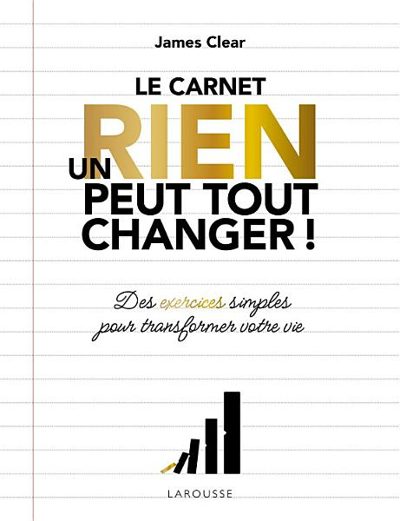 James Clear
LE CARNET
UN RIEN
PEUT TOUT
CHANGER !
Des exercices simples
pour transformer votre vie
LAROUSSE